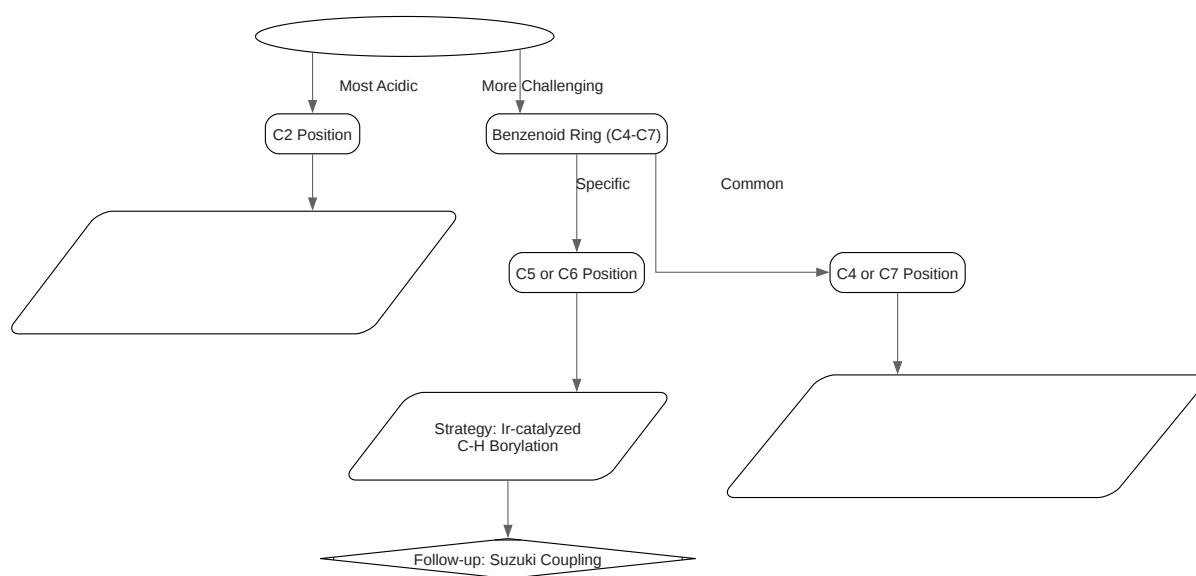 Most Acidic
More Challenging
C2 Position
Benzenoid Ring (C4-C7)
Specific
Common
C5 or C6 Position
C4 or C7 Position
Strategy: Ir-catalyzed
C-H Borylation
Follow-up: Suzuki Coupling